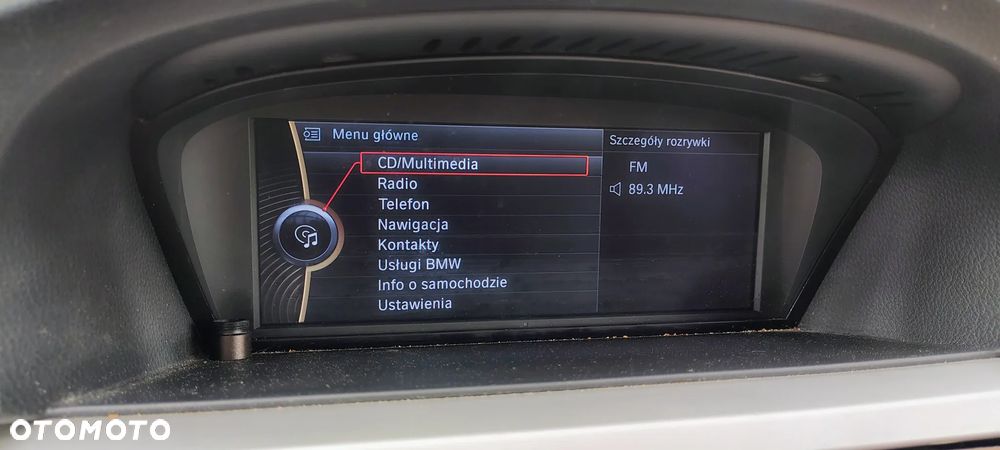 Menu główne
CD/Multimedia
Radio
Telefon
Nawigacja
Kontakty
Usługi BMW
Info o samochodzie
Ustawienia
Szczegóły rozrywki
FM
89.3 MHz
OTOMOTO